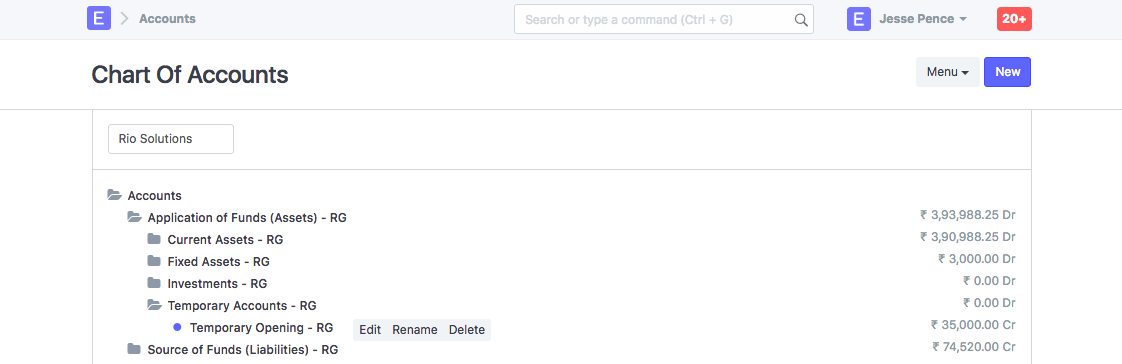 E Accounts Search or type a command (Ctrl + G) E Jesse Pence 20+
Chart Of Accounts Menu New
Rio Solutions
Accounts
Application of Funds (Assets) - RG ₹ 3,93,988.25 Dr
Current Assets - RG ₹ 3,90,988.25 Dr
Fixed Assets - RG ₹ 3,000.00 Dr
Investments - RG ₹ 0.00 Dr
Temporary Accounts - RG ₹ 0.00 Dr
Temporary Opening - RG Edit Rename Delete ₹ 35,000.00 Cr
Source of Funds (Liabilities) - RG ₹ 74,520.00 Cr